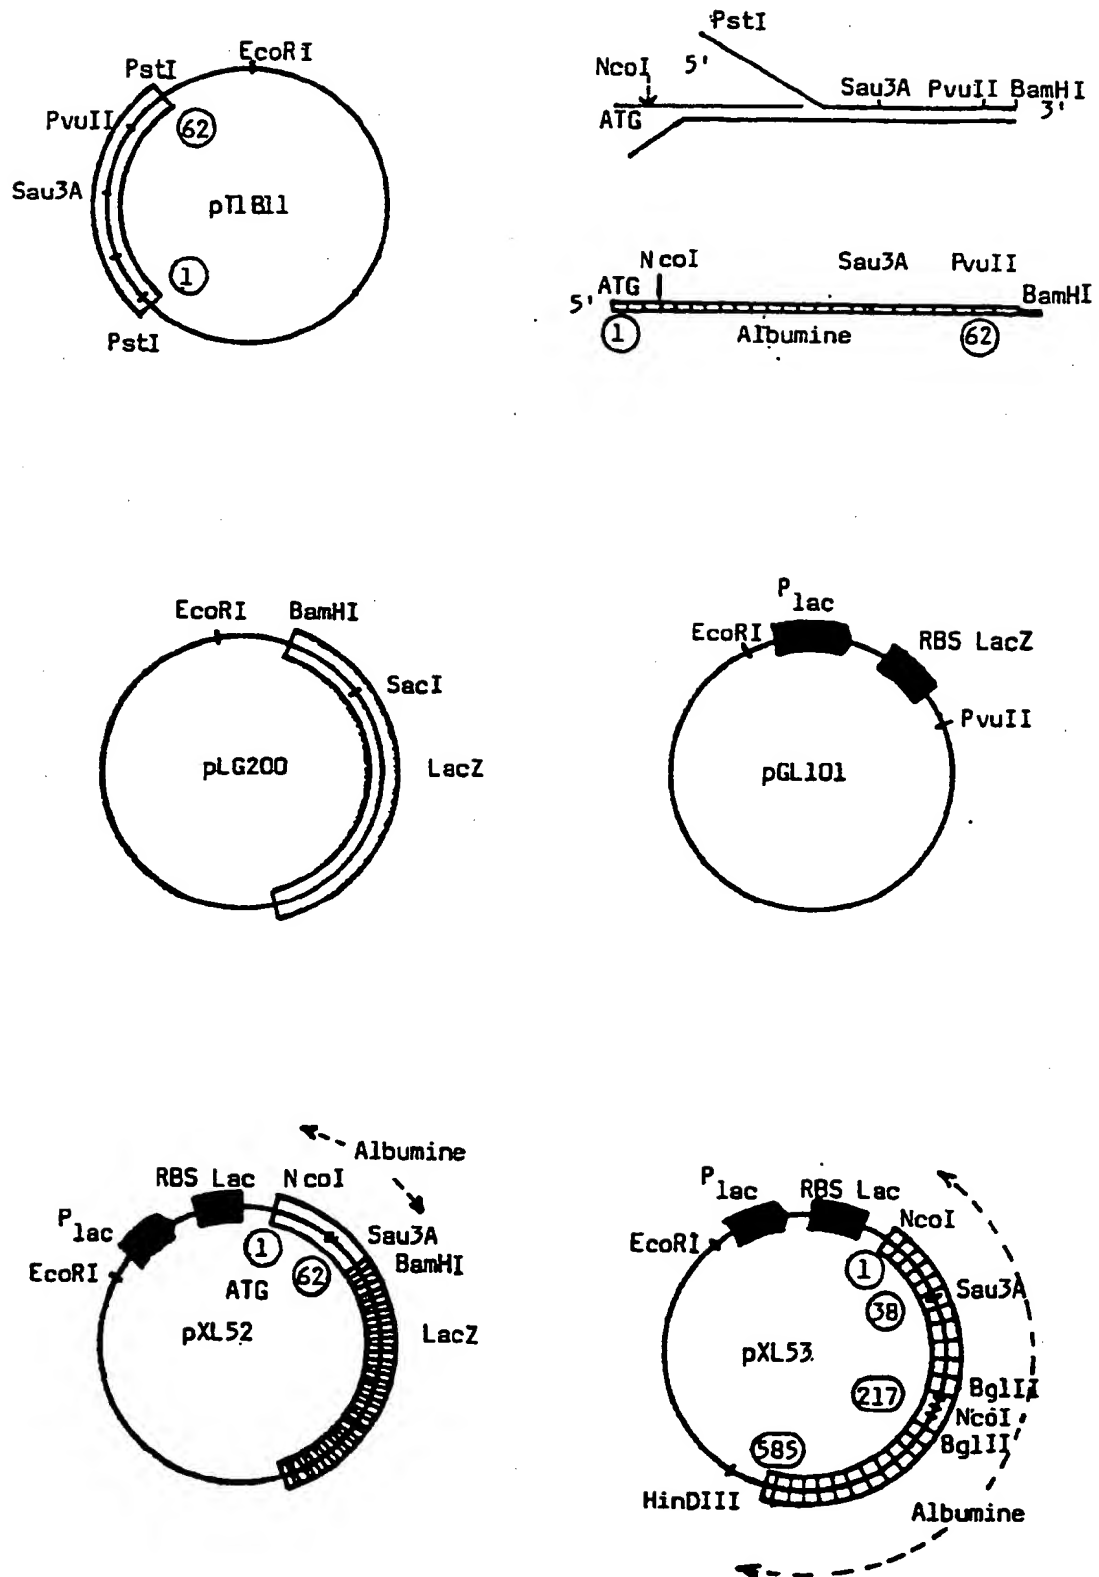 EcoRI
PstI
PvuII
62
Sau3A
pT1B11
1
PstI
PstI
NcoI 5'
Sau3A PvuII BamHI
3'
ATG
NcoI Sau3A PvuII
ATG BamHI
5'
1 Albumine 62
EcoRI BamHI
SacI
pLG200 LacZ
P lac
EcoRI RBS LacZ
PvuII
pGL101
Albumine
RBS Lac NcoI
P lac
Sau3A
1
EcoRI BamHI
ATG 62
pXL52 LacZ
P lac RBS Lac
NcoI
EcoRI
1
Sau3A
38
pXL53
BglII
217
NcoI
BglII
585
HinDIII
Albumine